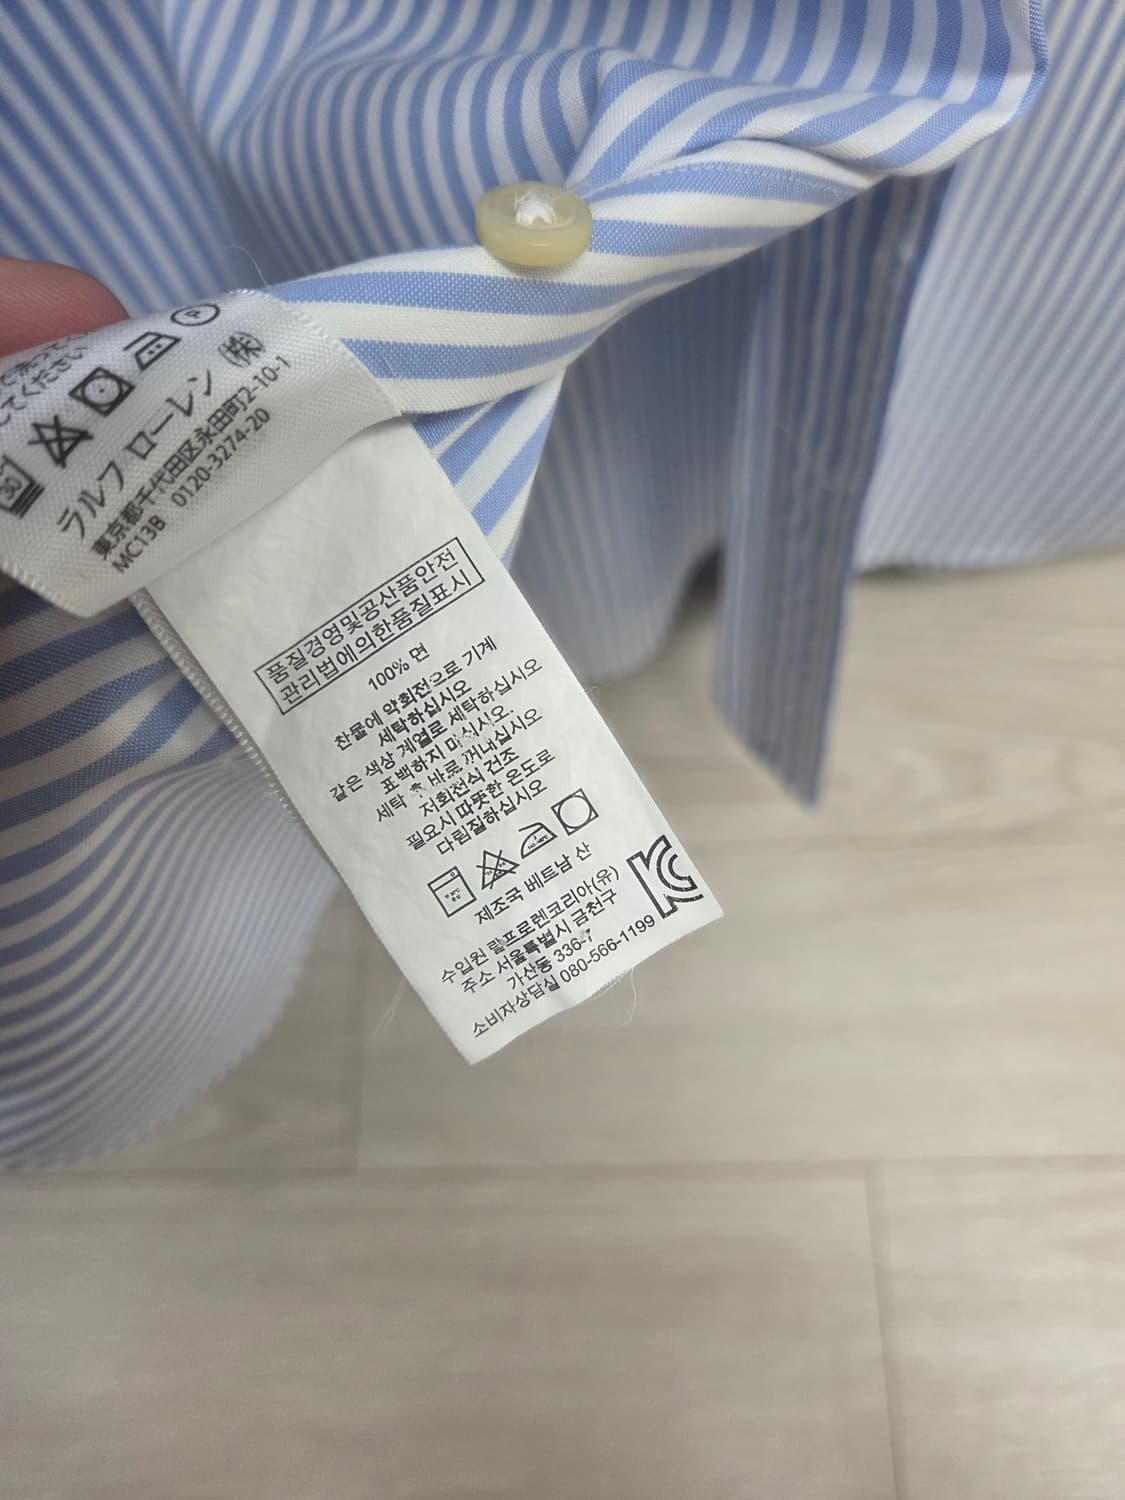 してください
30
P
ラルフ ローレン (株)
東京都千代田区永田町2-10-1
MC13B 0120-3274-20
품질경영및공산품안전
관리법에의한품질표시
100% 면
찬물에 약회전으로 기계
세탁하십시오
같은 색상 계열로 세탁하십시오
표백하지 마십시오.
세탁 후 바로 꺼내십시오
저회전식 건조
필요시 따뜻한 온도로
다림질하십시오
제조국 베트남 산
수입원 랄프로렌코리아(유)
주소 서울특별시 금천구
가산동 336-7
소비자상담실 080-566-1199